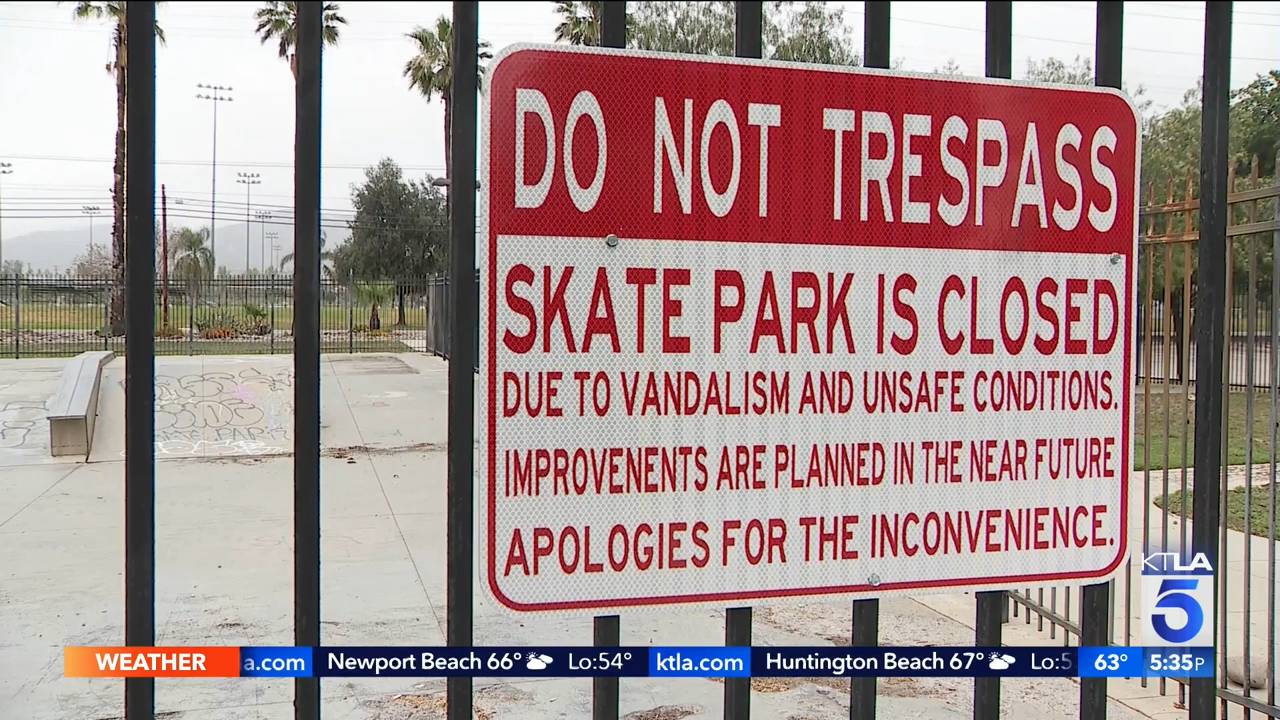 DO NOT TRESPASS
SKATE PARK IS CLOSED
DUE TO VANDALISM AND UNSAFE CONDITIONS.
IMPROVENENTS ARE PLANNED IN THE NEAR FUTURE
APOLOGIES FOR THE INCONVENIENCE.
KTLA
5
WEATHER a.com Newport Beach 66° Lo:54° ktla.com Huntington Beach 67° Lo:5 63° 5:35P